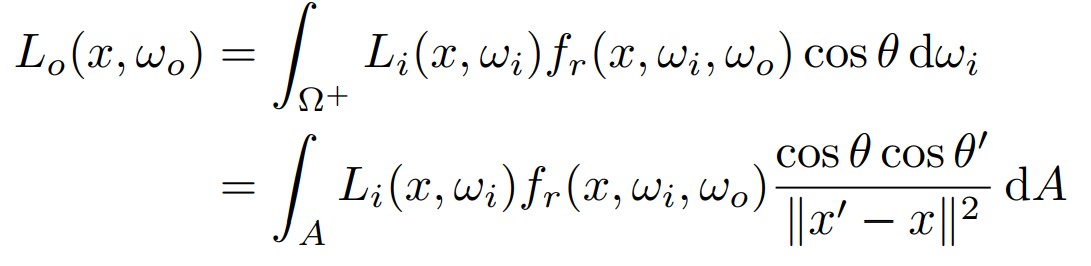 L_o(x, ω_o) = ∫_{Ω^+} L_i(x, ω_i) f_r(x, ω_i, ω_o) cos θ dω_i
= ∫_A L_i(x, ω_i) f_r(x, ω_i, ω_o) \frac{cos θ cos θ′}{‖x′ − x‖^2} dA